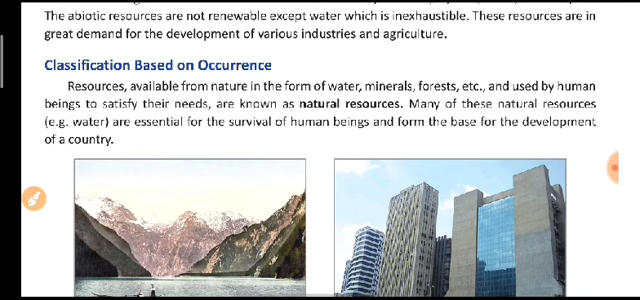 The abiotic resources are not renewable except water which is inexhaustible. These resources are in
great demand for the development of various industries and agriculture.
Classification Based on Occurrence
Resources, available from nature in the form of water, minerals, forests, etc., and used by human
beings to satisfy their needs, are known as natural resources. Many of these natural resources
(e.g. water) are essential for the survival of human beings and form the base for the development
of a country.